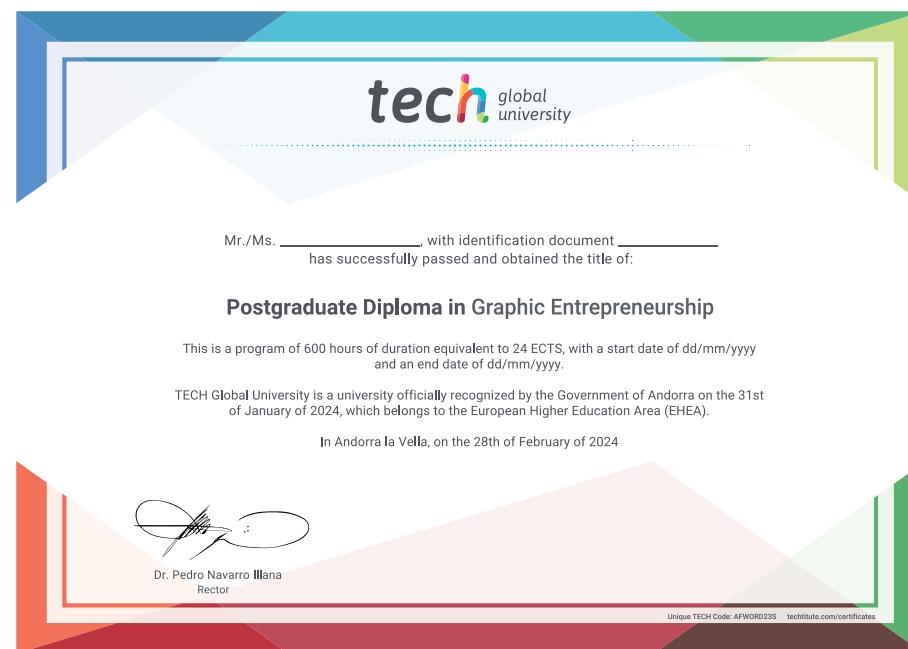 tech global university
Mr./Ms. ____________________, with identification document ______________
has successfully passed and obtained the title of:
Postgraduate Diploma in Graphic Entrepreneurship
This is a program of 600 hours of duration equivalent to 24 ECTS, with a start date of dd/mm/yyyy
and an end date of dd/mm/yyyy.
TECH Global University is a university officially recognized by the Government of Andorra on the 31st
of January of 2024, which belongs to the European Higher Education Area (EHEA).
In Andorra la Vella, on the 28th of February of 2024
Dr. Pedro Navarro Illana
Rector
Unique TECH Code: AFWORD23S techtitute.com/certificates